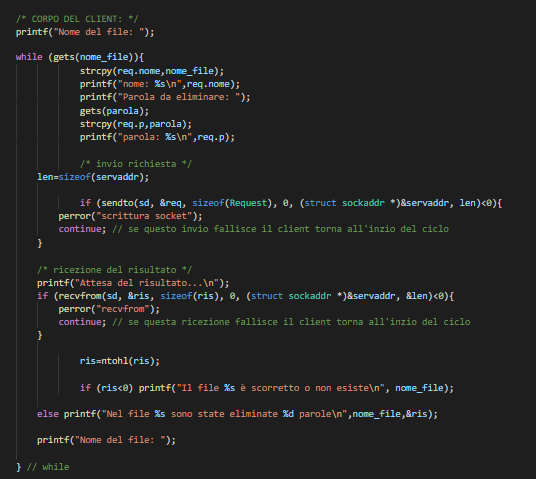 /* CORPO DEL CLIENT: */
printf("Nome del file: ");
while (gets(nome_file)){
strcpy(req.nome,nome_file);
printf("nome: %s\n",req.nome);
printf("Parola da eliminare: ");
gets(parola);
strcpy(req.p,parola);
printf("parola: %s\n",req.p);
/* invio richiesta */
len=sizeof(servaddr);
if (sendto(sd, &req, sizeof(Request), 0, (struct sockaddr *)&servaddr, len)<0){
perror("scrittura socket");
continue; // se questo invio fallisce il client torna all'inzio del ciclo
}
/* ricezione del risultato */
printf("Attesa del risultato...\n");
if (recvfrom(sd, &ris, sizeof(ris), 0, (struct sockaddr *)&servaddr, &len)<0){
perror("recvfrom");
continue; // se questa ricezione fallisce il client torna all'inzio del ciclo
}
ris=ntohl(ris);
if (ris<0) printf("Il file %s è scorretto o non esiste\n", nome_file);
else printf("Nel file %s sono state eliminate %d parole\n",nome_file,&ris);
printf("Nome del file: ");
} // while